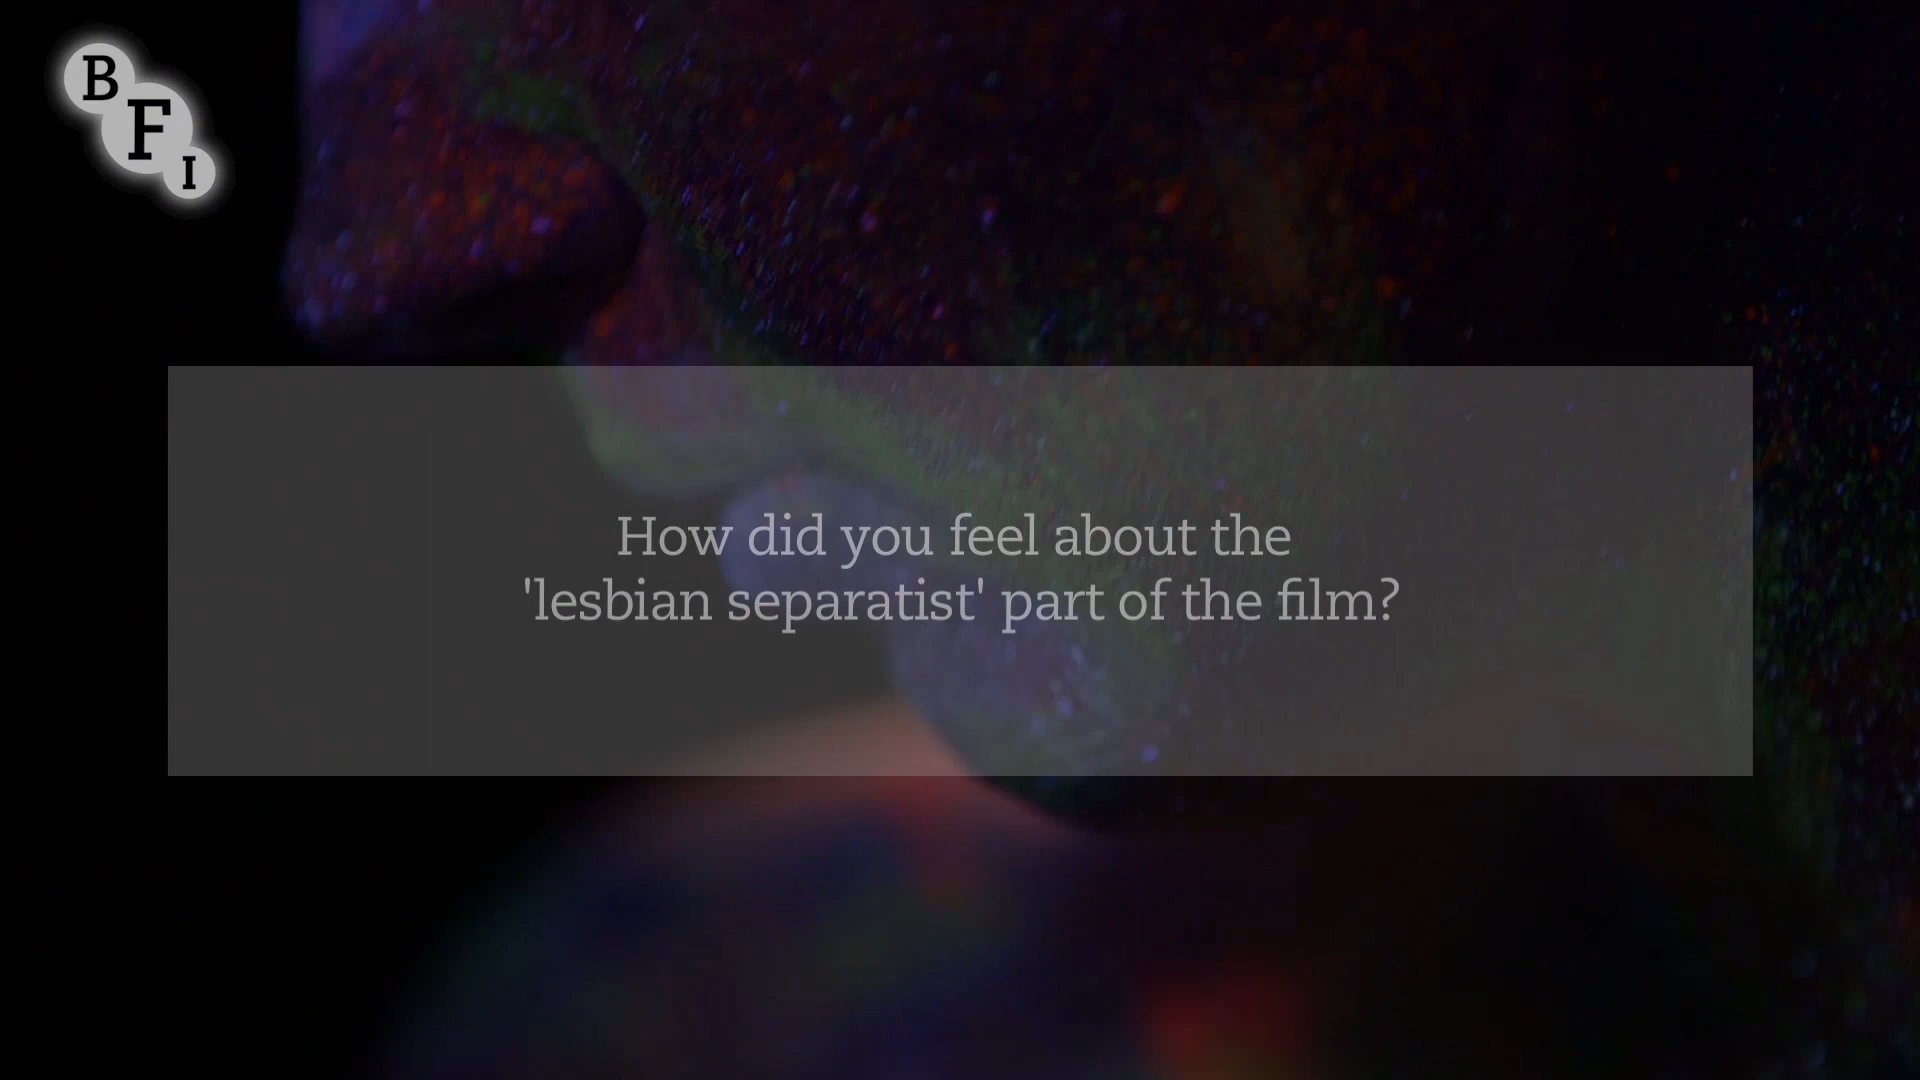 B
F
I
How did you feel about the
'lesbian separatist' part of the film?